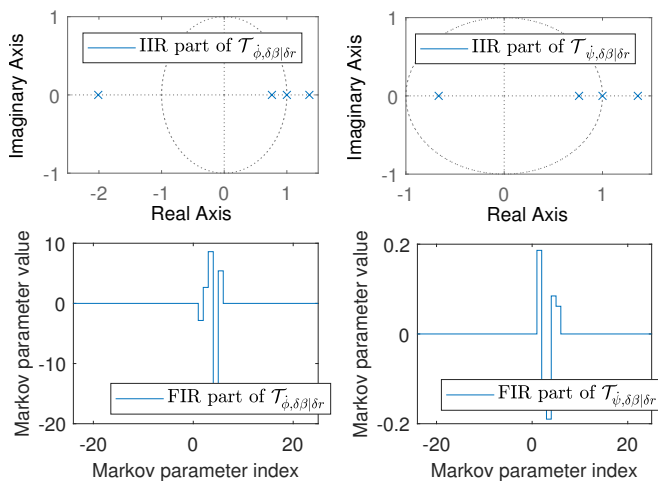 IIR part of 𝒯_{ϕ̇,δβ|δr}
Imaginary Axis
1
0
-1
-2
-1
0
1
Real Axis
IIR part of 𝒯_{ψ̇,δβ|δr}
Imaginary Axis
1
0
-1
-1
0
1
Real Axis
Markov parameter value
10
0
-10
-20
FIR part of 𝒯_{ϕ̇,δβ|δr}
-20
0
20
Markov parameter index
Markov parameter value
0.2
0
-0.2
FIR part of 𝒯_{ψ̇,δβ|δr}
-20
0
20
Markov parameter index